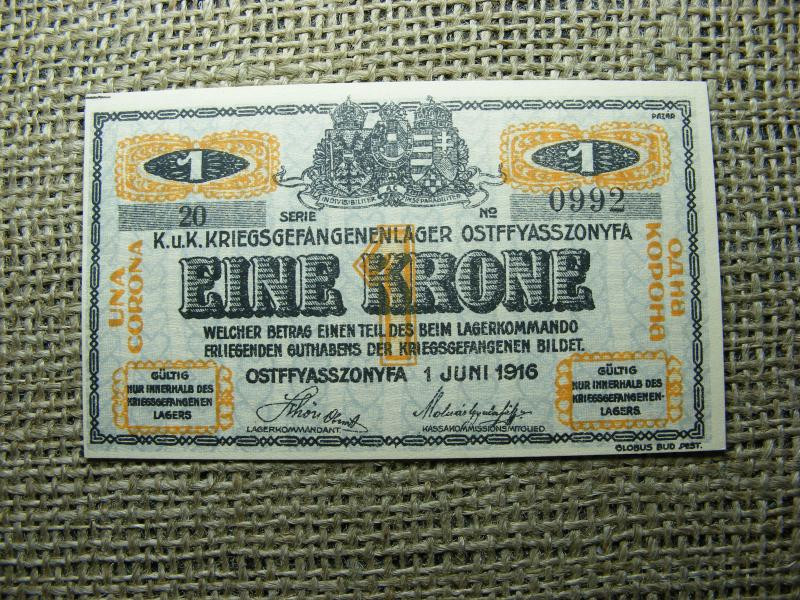 PAZAR
1
1
INDIVISIBILITER AC INSEPARABILITER
20 SERIE № 0992
K.u.K. KRIEGSGEFANGENENLAGER OSTFFYASSZONYFA
UNA CORONA
1
ОДНА КОРОНА
EINE KRONE
WELCHER BETRAG EINEN TEIL DES BEIM LAGERKOMMANDO
ERLIEGENDEN GUTHABENS DER KRIEGSGEFANGENEN BILDET.
OSTFFYASSZONYFA 1 JUNI 1916
GÜLTIG
NUR INNERHALB DES
KRIEGSGEFANGENEN
LAGERS
GÜLTIG
NUR INNERHALB DES
KRIEGSGEFANGENEN-
LAGERS.
LAGERKOMMANDANT.
KASSAKOMMISSIONSMITGLIED
GLOBUS BUD PEST.